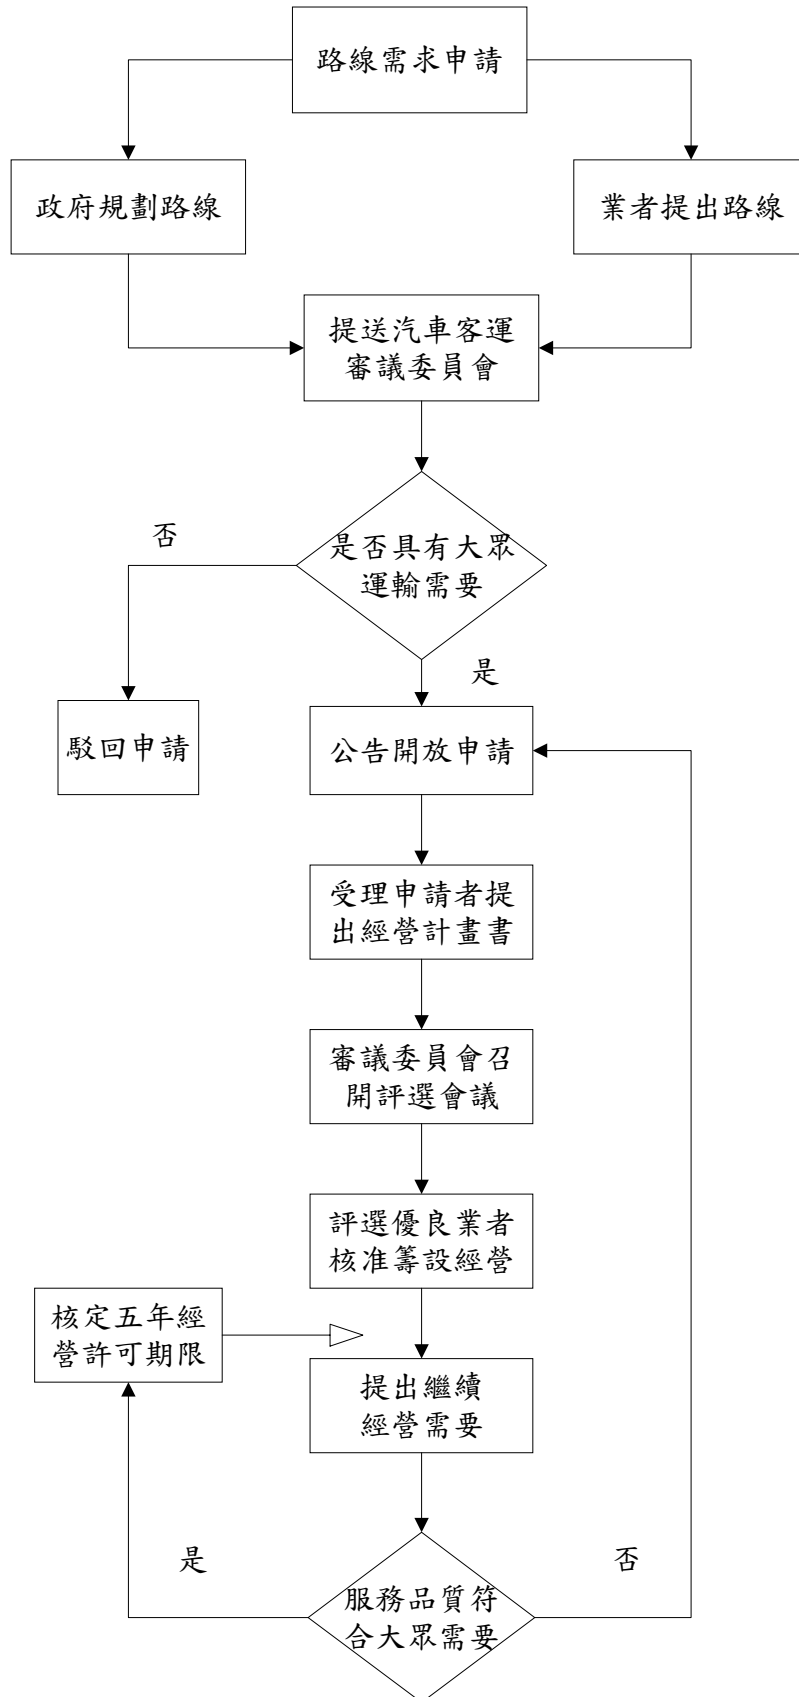 路線需求申請
政府規劃路線
業者提出路線
提送汽車客運
審議委員會
是否具有大眾
運輸需要
否
是
駁回申請
公告開放申請
受理申請者提
出經營計畫書
審議委員會召
開評選會議
評選優良業者
核准籌設經營
核定五年經
營許可期限
提出繼續
經營需要
是
否
服務品質符
合大眾需要